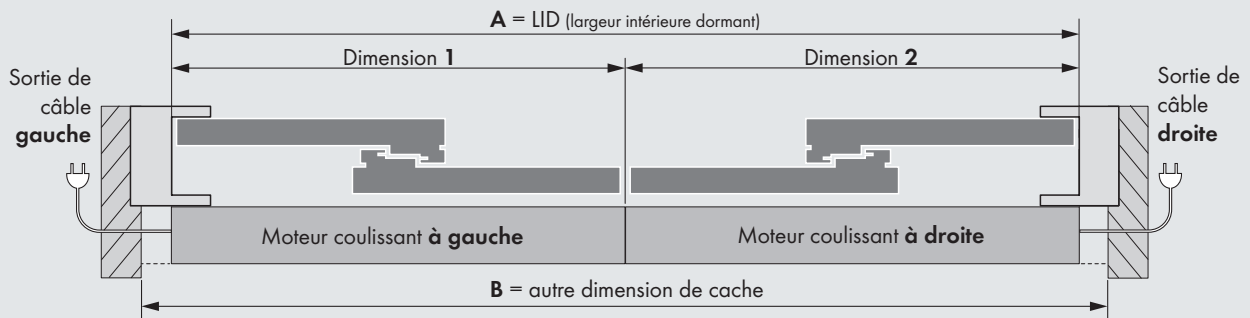 A = LID (largeur intérieure dormant)
Dimension 1
Dimension 2
Sortie de
câble
gauche
Sortie de
câble
droite
Moteur coulissant à gauche
Moteur coulissant à droite
B = autre dimension de cache